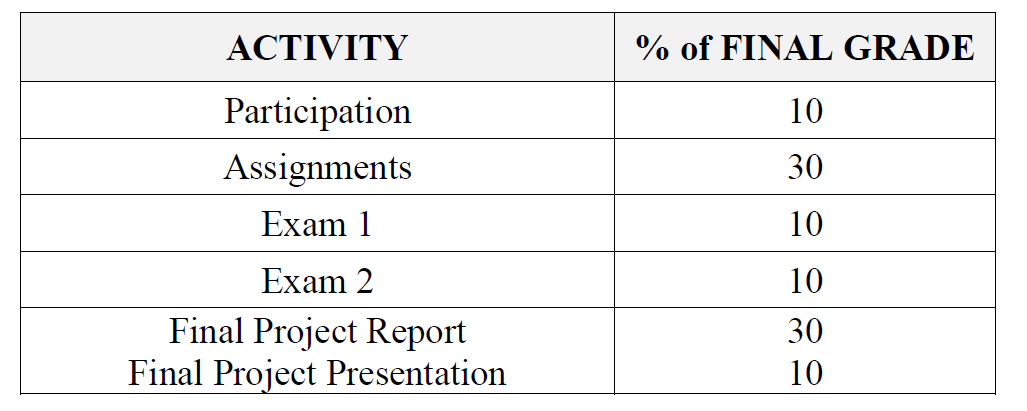 ACTIVITY % of FINAL GRADE
Participation 10
Assignments 30
Exam 1 10
Exam 2 10
Final Project Report 30
Final Project Presentation 10